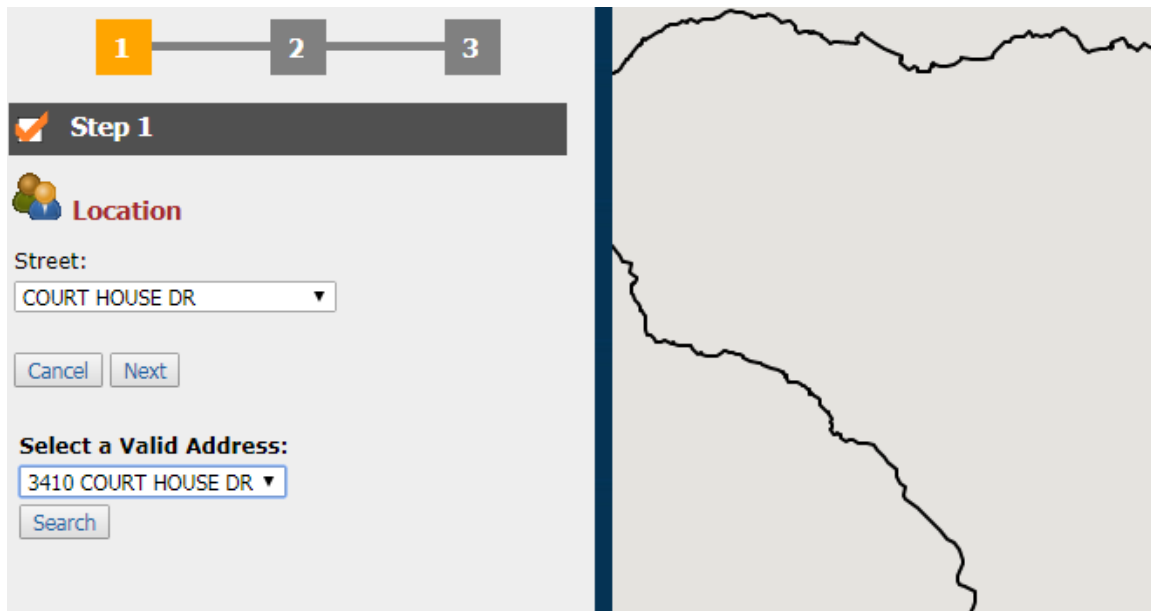 1 2 3
Step 1
Location
Street:
COURT HOUSE DR
Cancel Next
Select a Valid Address:
3410 COURT HOUSE DR
Search